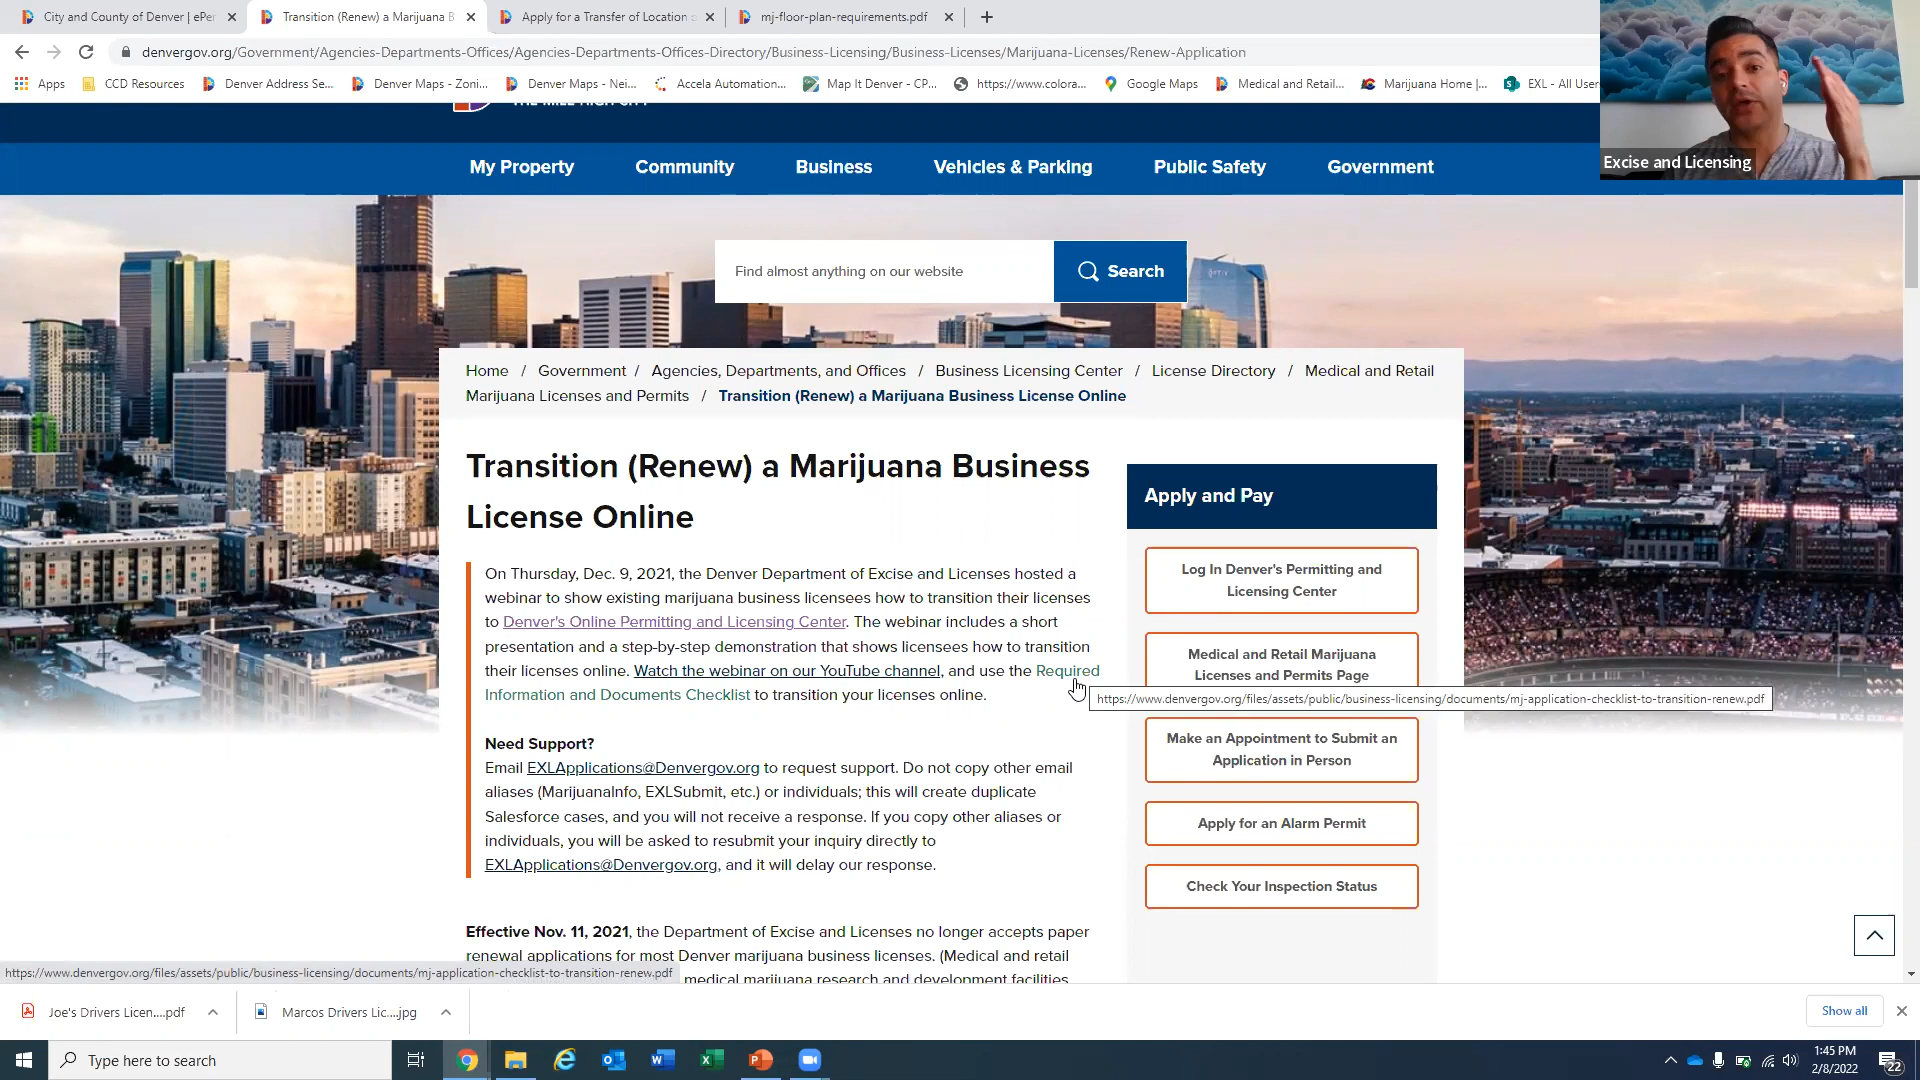 City and County of Denver | ePer
Transition (Renew) a Marijuana B
Apply for a Transfer of Location o
mj-floor-plan-requirements.pdf
denvergov.org/Government/Agencies-Departments-Offices/Agencies-Departments-Offices-Directory/Business-Licensing/Business-Licenses/Marijuana-Licenses/Renew-Application
Apps
CCD Resources
Denver Address Se...
Denver Maps - Zoni...
Denver Maps - Nei...
Accela Automation...
Map It Denver - CP...
https://www.colora...
Google Maps
Medical and Retail...
Marijuana Home |...
EXL - All User
Excise and Licensing
THE MILE HIGH CITY
My Property
Community
Business
Vehicles & Parking
Public Safety
Government
Find almost anything on our website
Search
Home / Government / Agencies, Departments, and Offices / Business Licensing Center / License Directory / Medical and Retail
Marijuana Licenses and Permits / Transition (Renew) a Marijuana Business License Online
Transition (Renew) a Marijuana Business
License Online
On Thursday, Dec. 9, 2021, the Denver Department of Excise and Licenses hosted a
webinar to show existing marijuana business licensees how to transition their licenses
to Denver's Online Permitting and Licensing Center. The webinar includes a short
presentation and a step-by-step demonstration that shows licensees how to transition
their licenses online. Watch the webinar on our YouTube channel, and use the Required
Information and Documents Checklist to transition your licenses online.
Need Support?
Email EXLApplications@Denvergov.org to request support. Do not copy other email
aliases (MarijuanaInfo, EXLSubmit, etc.) or individuals; this will create duplicate
Salesforce cases, and you will not receive a response. If you copy other aliases or
individuals, you will be asked to resubmit your inquiry directly to
EXLApplications@Denvergov.org, and it will delay our response.
Effective Nov. 11, 2021, the Department of Excise and Licenses no longer accepts paper
renewal applications for most Denver marijuana business licenses. (Medical and retail
medical marijuana research and development facilities,
Apply and Pay
Log In Denver's Permitting and
Licensing Center
Medical and Retail Marijuana
Licenses and Permits Page
https://www.denvergov.org/files/assets/public/business-licensing/documents/mj-application-checklist-to-transition-renew.pdf
Make an Appointment to Submit an
Application in Person
Apply for an Alarm Permit
Check Your Inspection Status
https://www.denvergov.org/files/assets/public/business-licensing/documents/mj-application-checklist-to-transition-renew.pdf
Joe's Drivers Licen....pdf
Marcos Drivers Lic....jpg
Show all
Type here to search
1:45 PM
2/8/2022
22